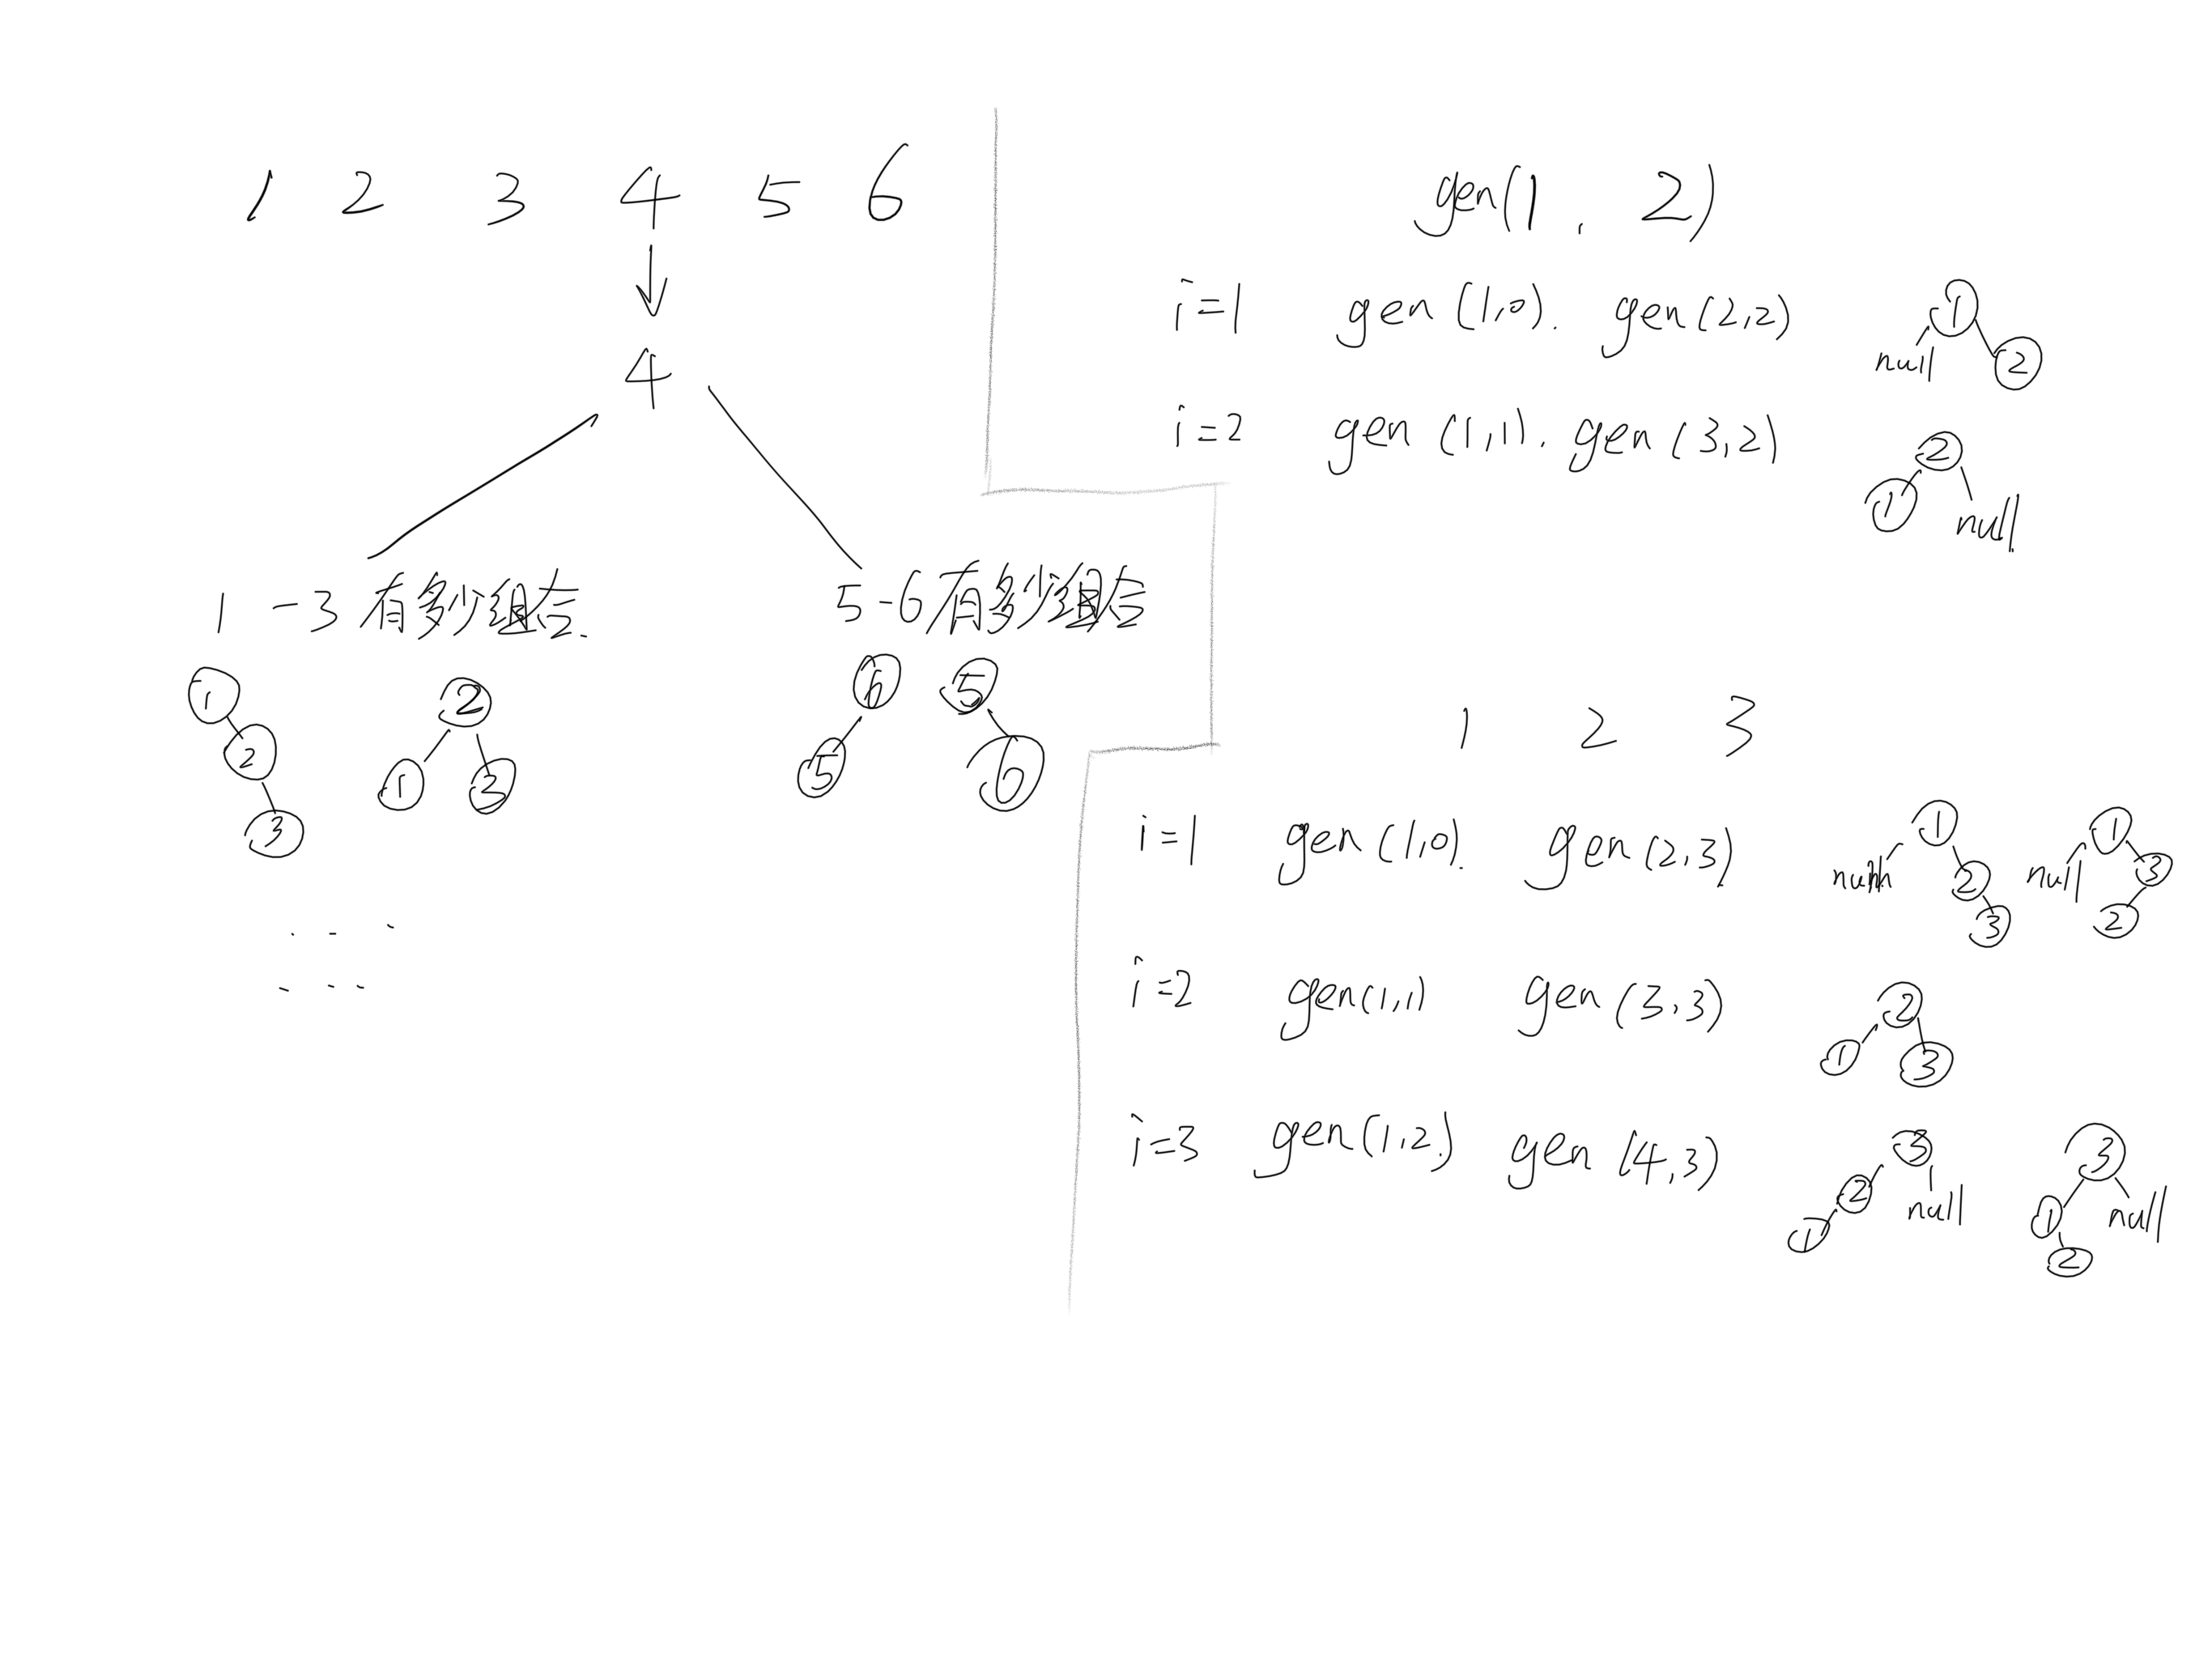 1 2 3 4 5 6
4
1 - 3 有多少组合.
5 - 6 有多少组合
1
2
3
2
1 3
6
5
5
6
. - .
. - .
gen(1 , 2)
i=1 gen (1,0). gen (2,2)
1
null 2
i=2 gen (1,1). gen (3,2)
2
1 null
1 2 3
i=1 gen (1,0). gen (2,3)
1
null 2
3
1
null 3
2
i=2 gen(1,1) gen (3,3)
2
1 3
i=3 gen(1,2) gen (4,3)
3
2 null
1
3
1 null
2